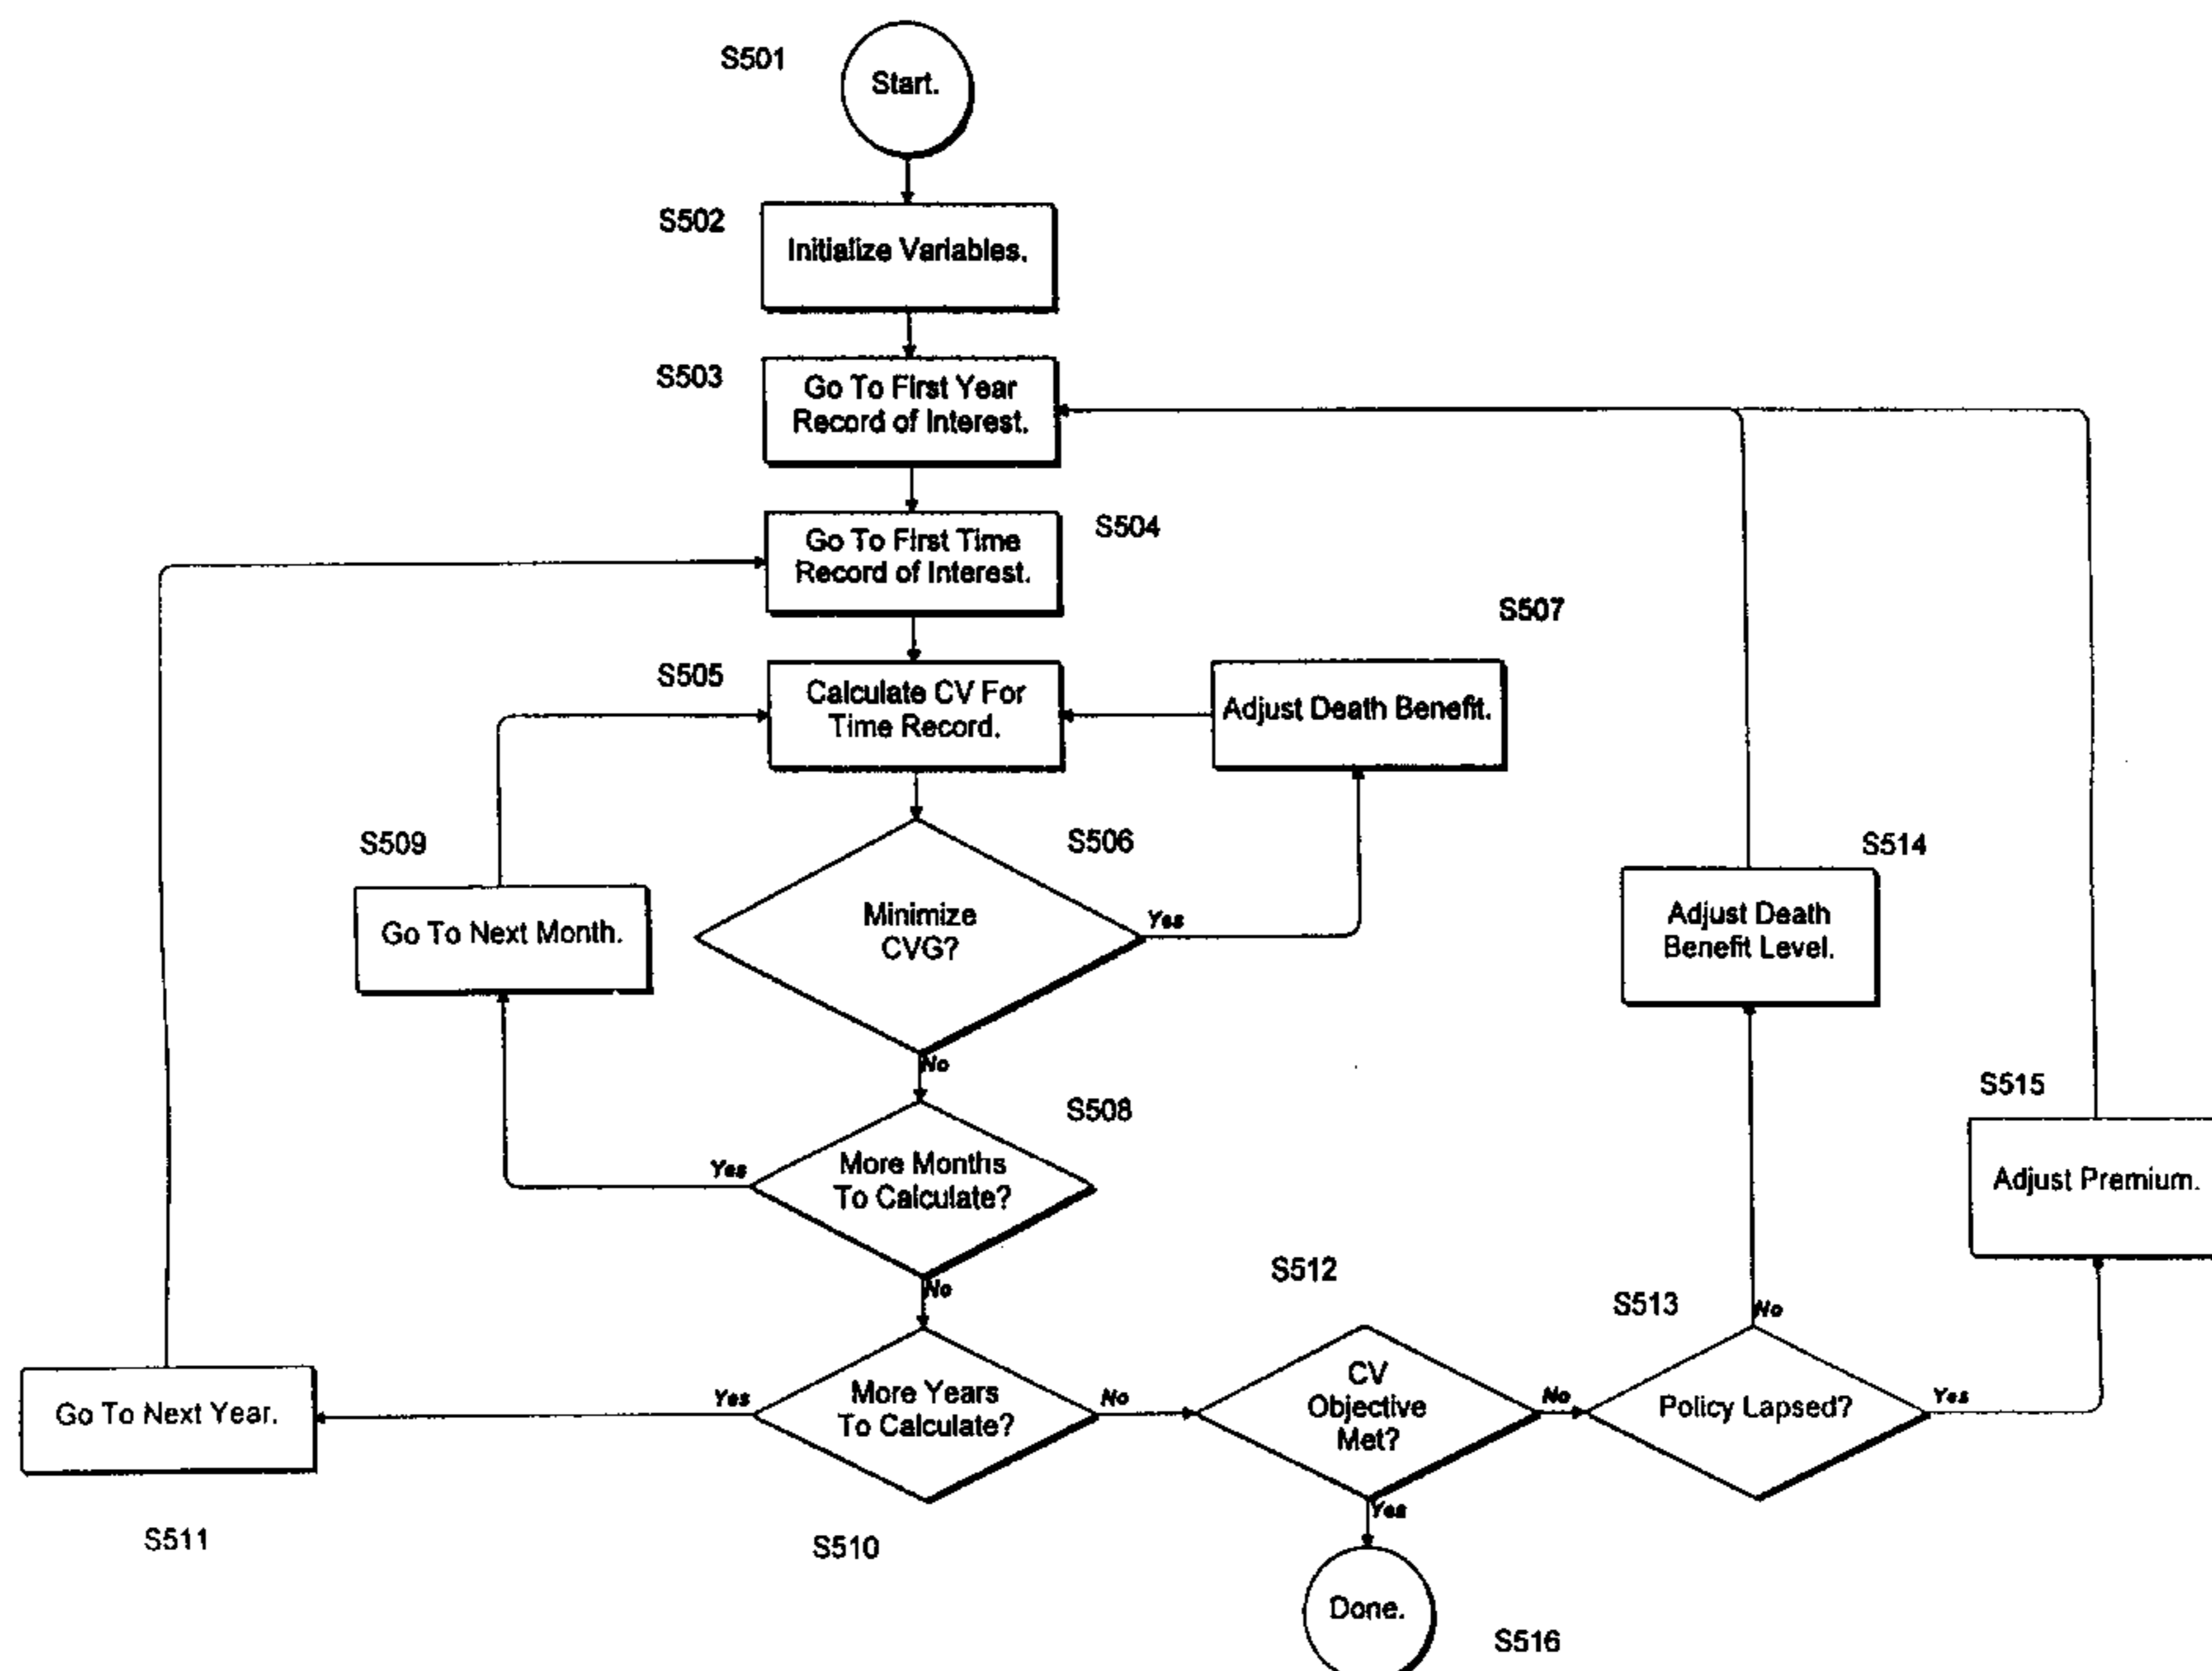 S501
Start.
S502
Initialize Variables.
S503
Go To First Year
Record of Interest.
S504
Go To First Time
Record of Interest.
S507
S505
Calculate CV For
Time Record.
Adjust Death Benefit.
S509
S506
S514
Go To Next Month.
Minimize
CVG?
Yes
Adjust Death
Benefit Level.
No
S515
S508
Yes
More Months
To Calculate?
Adjust Premium.
No
S512
S513
No
Go To Next Year.
Yes
More Years
To Calculate?
No
CV
Objective
Met?
No
Policy Lapsed?
Yes
Yes
S511
S510
Done.
S516